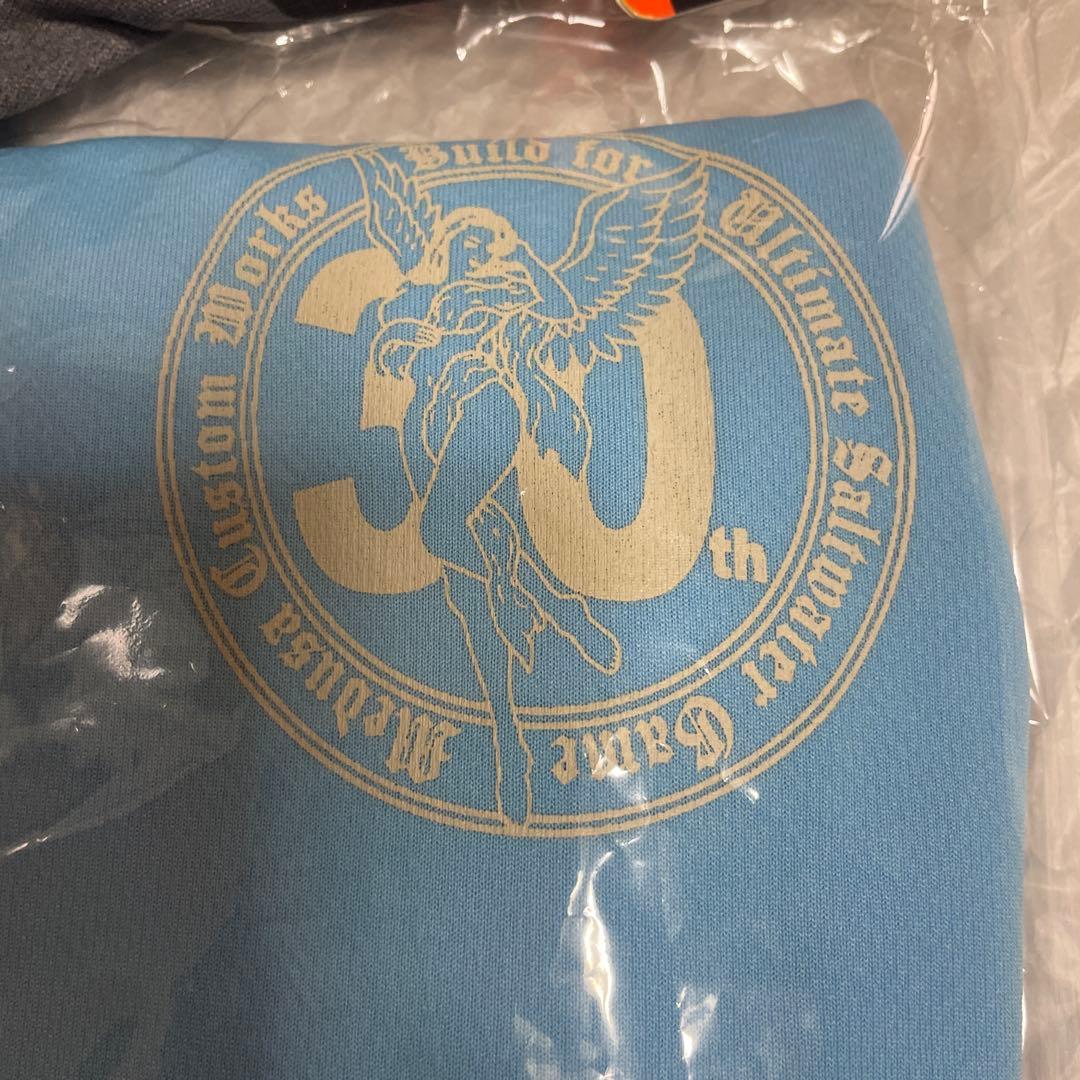 Medusa Custom Works Build for Ultimate Saltwater Game
30th